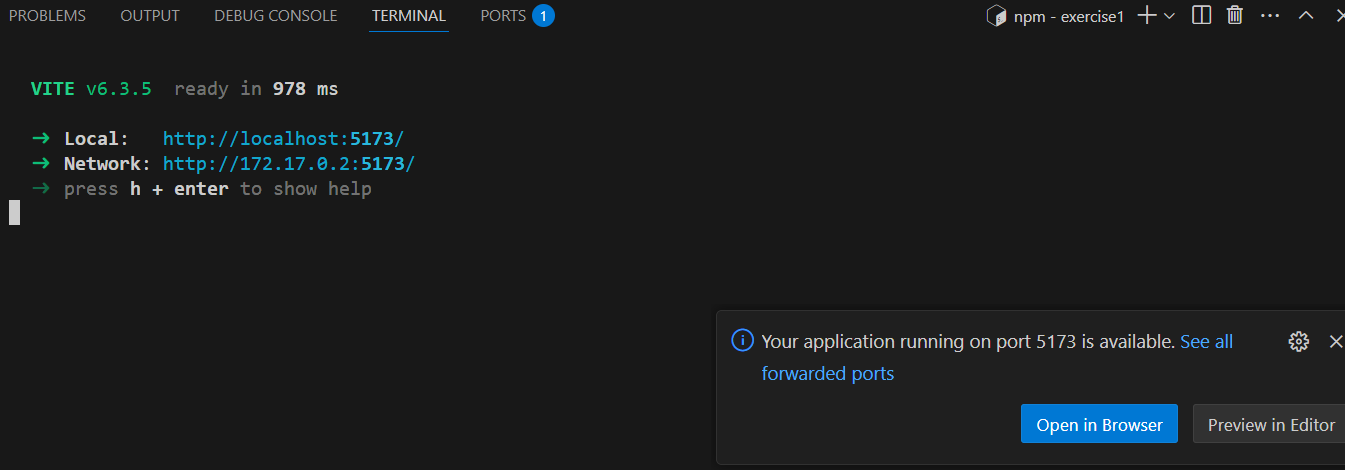 PROBLEMS OUTPUT DEBUG CONSOLE TERMINAL PORTS 1 npm - exercise1
VITE v6.3.5 ready in 978 ms
➜ Local: http://localhost:5173/
➜ Network: http://172.17.0.2:5173/
➜ press h + enter to show help
Your application running on port 5173 is available. See all
forwarded ports
Open in Browser Preview in Editor